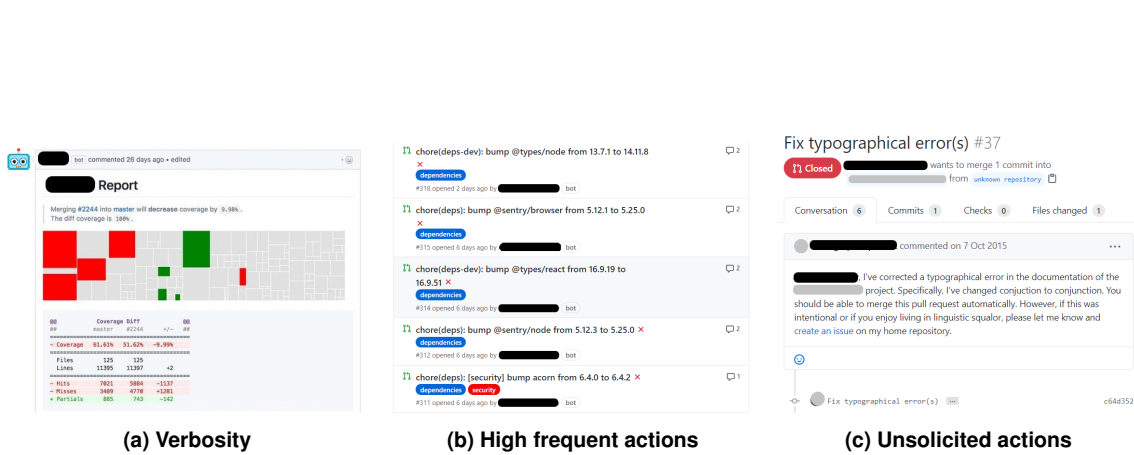 bot commented 26 days ago • edited
Report
Merging #2244 into master will decrease coverage by 9.98%.
The diff coverage is 100%.
@@ Coverage Diff @@
## master #2244 +/- ##
- Coverage 61.61% 51.62% -9.99%
Files 125 125
Lines 11395 11397 +2
- Hits 7021 5884 -1137
- Misses 3489 4770 +1281
+ Partials 885 743 -142
(a) Verbosity
chore(deps-dev): bump @types/node from 13.7.1 to 14.11.8
2
dependencies
#318 opened 2 days ago by bot
chore(deps): bump @sentry/browser from 5.12.1 to 5.25.0
2
dependencies
#315 opened 6 days ago by bot
chore(deps-dev): bump @types/react from 16.9.19 to
16.9.51
2
dependencies
#314 opened 6 days ago by bot
chore(deps): bump @sentry/node from 5.12.3 to 5.25.0
2
dependencies
#312 opened 6 days ago by bot
chore(deps): [security] bump acorn from 6.4.0 to 6.4.2
1
dependencies security
#311 opened 6 days ago by bot
(b) High frequent actions
Fix typographical error(s) #37
Closed wants to merge 1 commit into
from unknown repository
Conversation 6 Commits 1 Checks 0 Files changed 1
commented on 7 Oct 2015
, I've corrected a typographical error in the documentation of the
project. Specifically, I've changed conjuction to conjunction. You
should be able to merge this pull request automatically. However, if this was
intentional or if you enjoy living in linguistic squalor, please let me know and
create an issue on my home repository.
Fix typographical error(s) c64d352
(c) Unsolicited actions